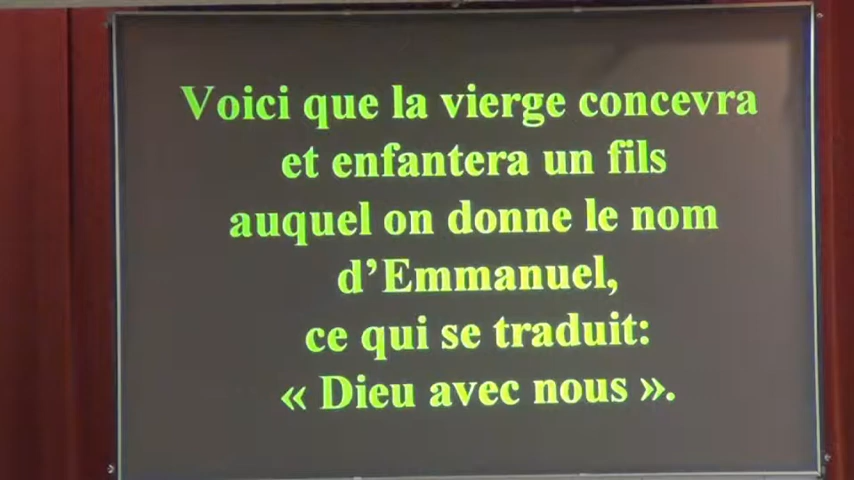 Voici que la vierge concevra
et enfantera un fils
auquel on donne le nom
d’Emmanuel,
ce qui se traduit:
« Dieu avec nous ».